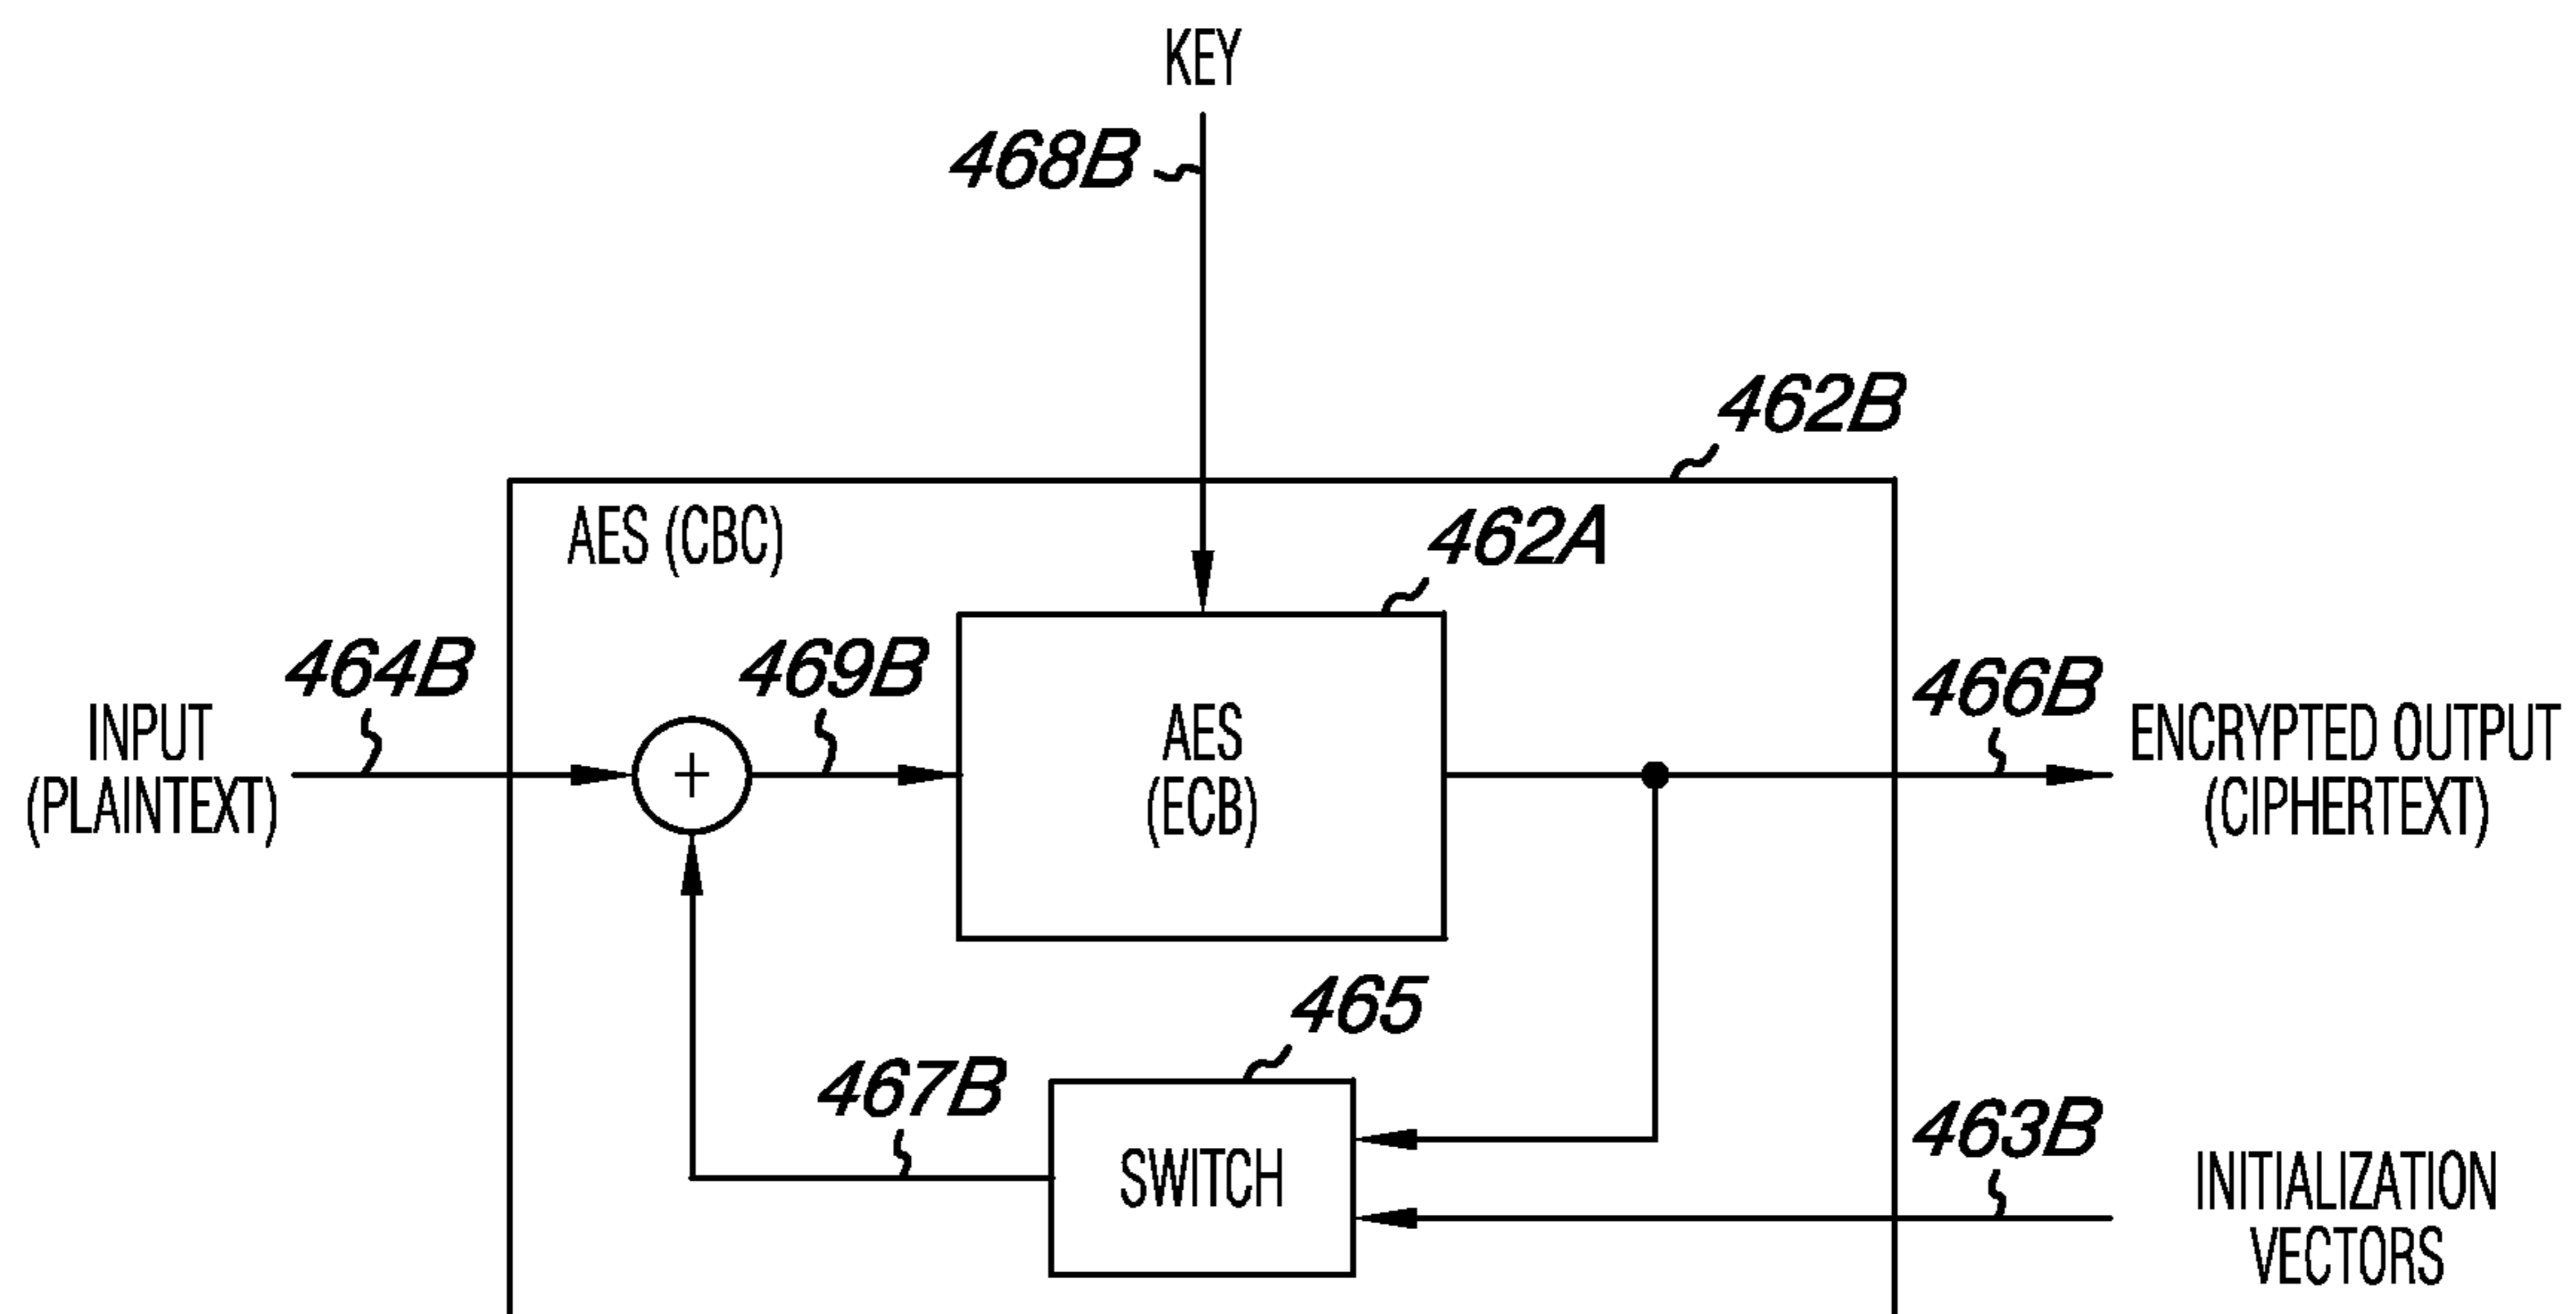 KEY
468B
462B
AES (CBC)
462A
464B
469B
466B
INPUT
(PLAINTEXT)
AES
(ECB)
ENCRYPTED OUTPUT
(CIPHERTEXT)
465
467B
463B
SWITCH
INITIALIZATION
VECTORS